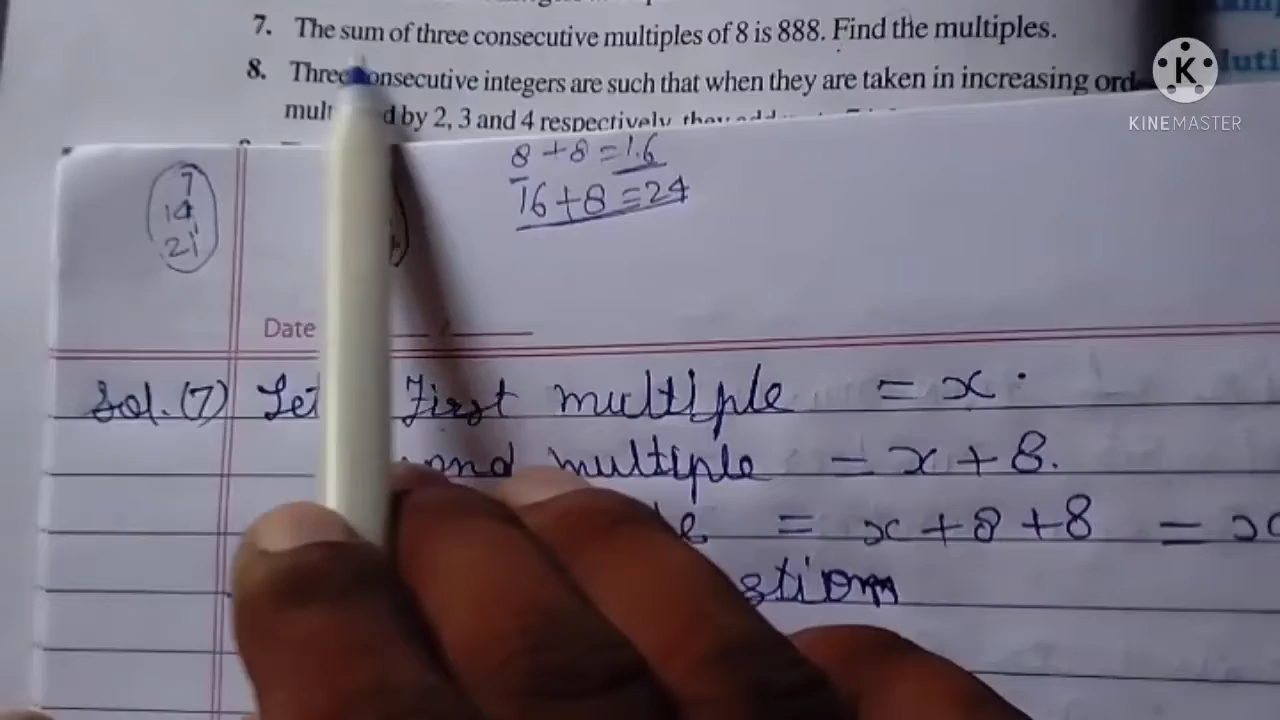 7. The sum of three consecutive multiples of 8 is 888. Find the multiples.
8. Three consecutive integers are such that when they are taken in increasing
by 2, 3 and 4 respectively, they add
K
KINEMASTER
8 + 8 = 16
16 + 8 = 24
7
14
21
Date
Sol. (7) Let First multiple = x.
multiple = x + 8.
= x + 8 + 8 = x